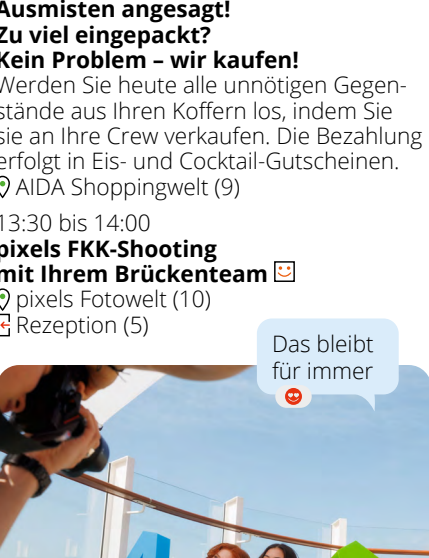 Ausmisten angesagt!
Zu viel eingepackt?
Kein Problem – wir kaufen!
Werden Sie heute alle unnötigen Gegen-
stände aus Ihren Koffern los, indem Sie
sie an Ihre Crew verkaufen. Die Bezahlung
erfolgt in Eis- und Cocktail-Gutscheinen.
AIDA Shoppingwelt (9)
13:30 bis 14:00
pixels FKK-Shooting
mit Ihrem Brückenteam
pixels Fotowelt (10)
Rezeption (5)
Das bleibt
für immer